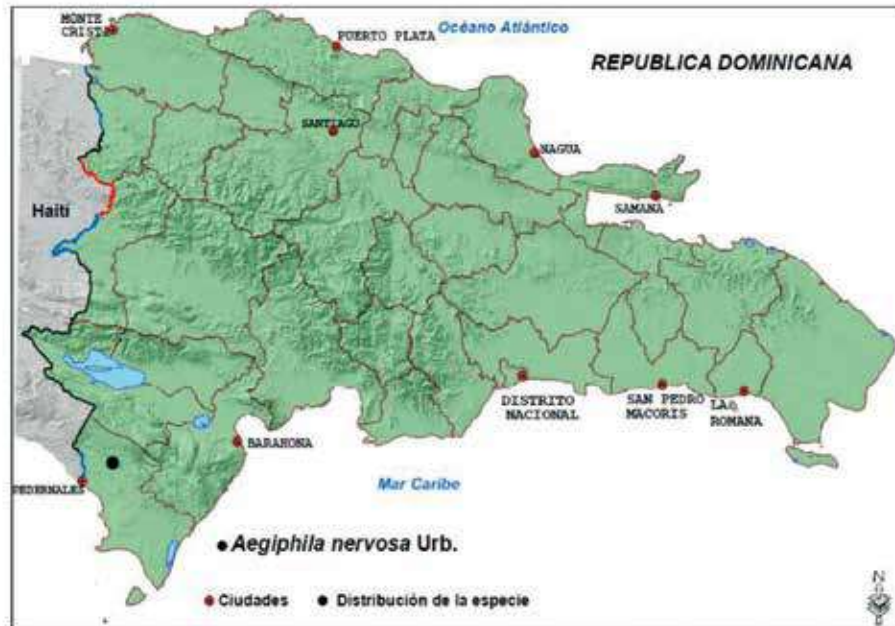 MONTE
CRISTI
PUERTO PLATA
Océano Atlántico
REPUBLICA DOMINICANA
SANTIAGO
NAGUA
Haití
SAMANA
DISTRITO
NACIONAL
SAN PEDRO
MACORIS
LA
ROMANA
BARAHONA
PEDERNALES
Mar Caribe
Aegiphila nervosa Urb.
Ciudades
Distribución de la especie
N